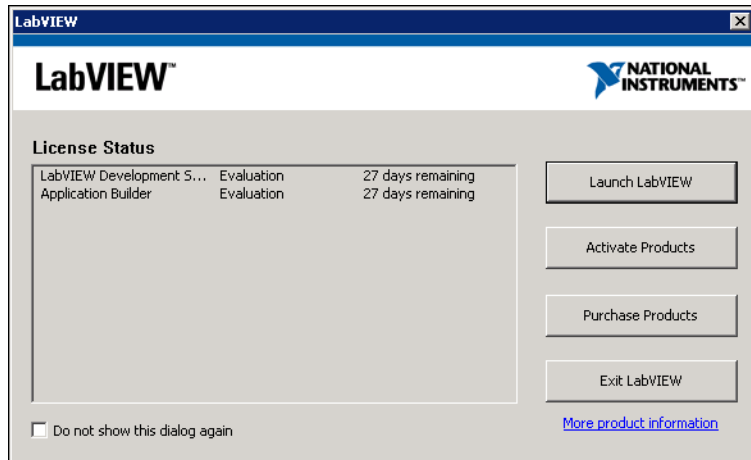 LabVIEW
LabVIEW™
NATIONAL
INSTRUMENTS™
License Status
LabVIEW Development S... Evaluation 27 days remaining
Application Builder Evaluation 27 days remaining
Launch LabVIEW
Activate Products
Purchase Products
Exit LabVIEW
Do not show this dialog again
More product information